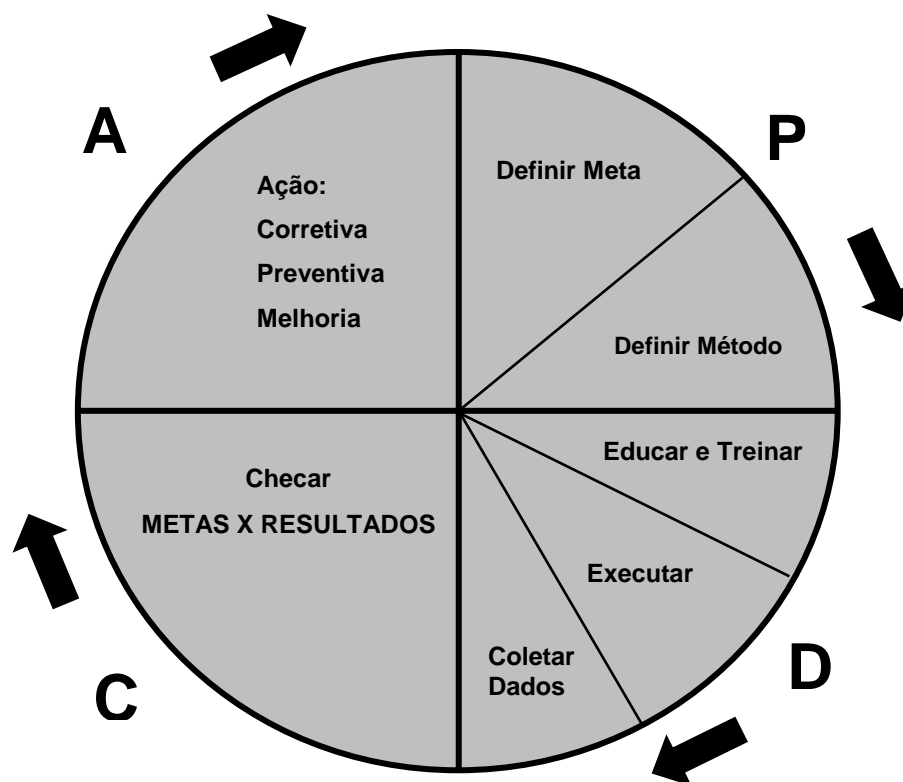 A
P
Definir Meta
Ação:
Corretiva
Preventiva
Melhoria
Definir Método
Educar e Treinar
Checar
METAS X RESULTADOS
Executar
Coletar
Dados
D
C